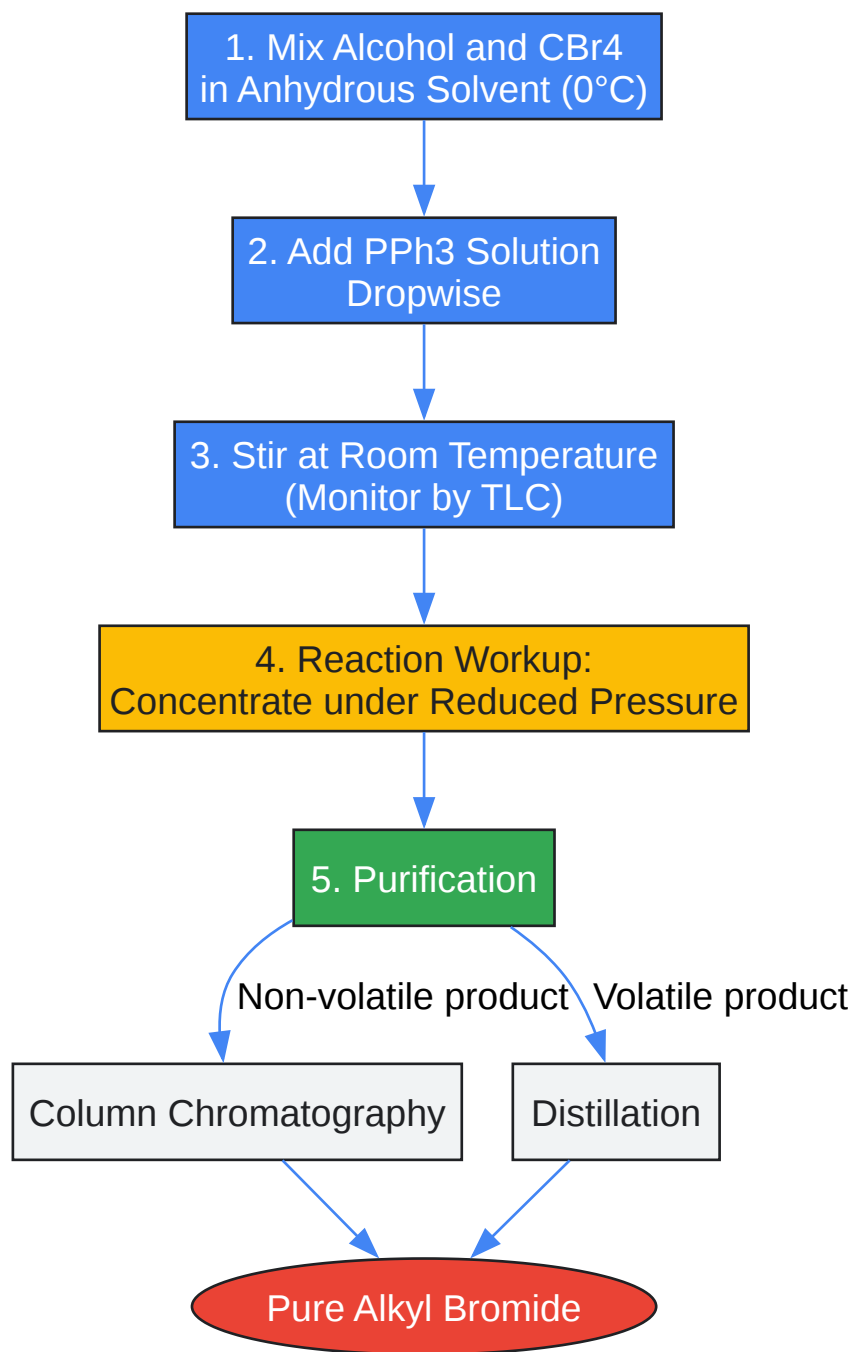 1. Mix Alcohol and CBr4
in Anhydrous Solvent (0°C)
2. Add PPh3 Solution
Dropwise
3. Stir at Room Temperature
(Monitor by TLC)
4. Reaction Workup:
Concentrate under Reduced Pressure
5. Purification
Non-volatile product
Volatile product
Column Chromatography
Distillation
Pure Alkyl Bromide